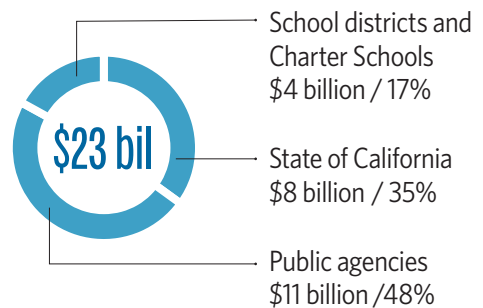 School districts and
Charter Schools
$4 billion / 17%
$23 bil
State of California
$8 billion / 35%
Public agencies
$11 billion /48%